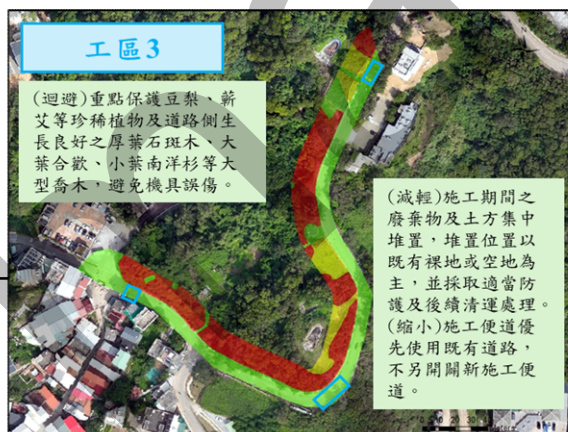 工區3
(迴避)重點保護豆梨、蘄
艾等珍稀植物及道路側生
長良好之厚葉石斑木、大
葉合歡、小葉南洋杉等大
型喬木，避免機具誤傷。
(減輕)施工期間之
廢棄物及土方集中
堆置，堆置位置以
既有裸地或空地為
主，並採取適當防
護及後續清運處理。
(縮小)施工便道優
先使用既有道路，
不另開闢新施工便
道。